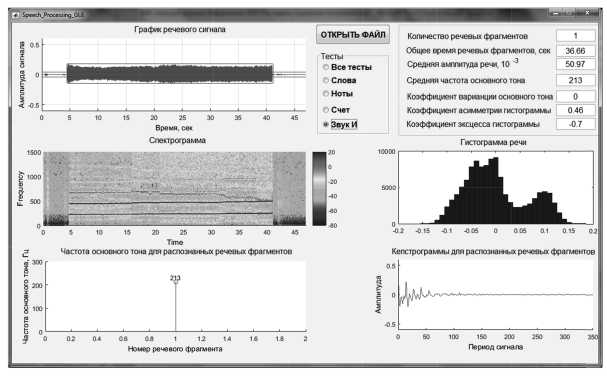 Speech_Processing_GUI
График речевого сигнала
Амплитуда сигнала
0.5
0
-0.5
0 5 10 15 20 25 30 35 40 45
Время, сек
ОТКРЫТЬ ФАЙЛ
Тесты
Все тесты
Слова
Ноты
Счет
Звук И
Количество речевых фрагментов 1
Общее время речевых фрагментов, сек 36.66
Средняя амплитуда речи, 10 -3 50.97
Средняя частота основного тона 213
Коэффициент вариации основного тона 0
Коэффициент асимметрии гистограммы 0.46
Коэффициент эксцесса гистограммы -0.7
Спектрограмма
Frequency
1500
1000
500
0
0 5 10 15 20 25 30 35 40 45
Time
20
0
-20
-40
-60
-80
Гистограмма речи
10000
5000
0
-0.2 -0.15 -0.1 -0.05 0 0.05 0.1 0.15 0.2
Частота основного тона для распознанных речевых фрагментов
Частота основного тона, Гц
300
200
100
0
213
0 0.2 0.4 0.6 0.8 1 1.2 1.4 1.6 1.8 2
Номер речевого фрагмента
Кепстрограммы для распознанных речевых фрагментов
Амплитуда
0.5
0
-0.5
0 50 100 150 200 250 300 350
Период сигнала